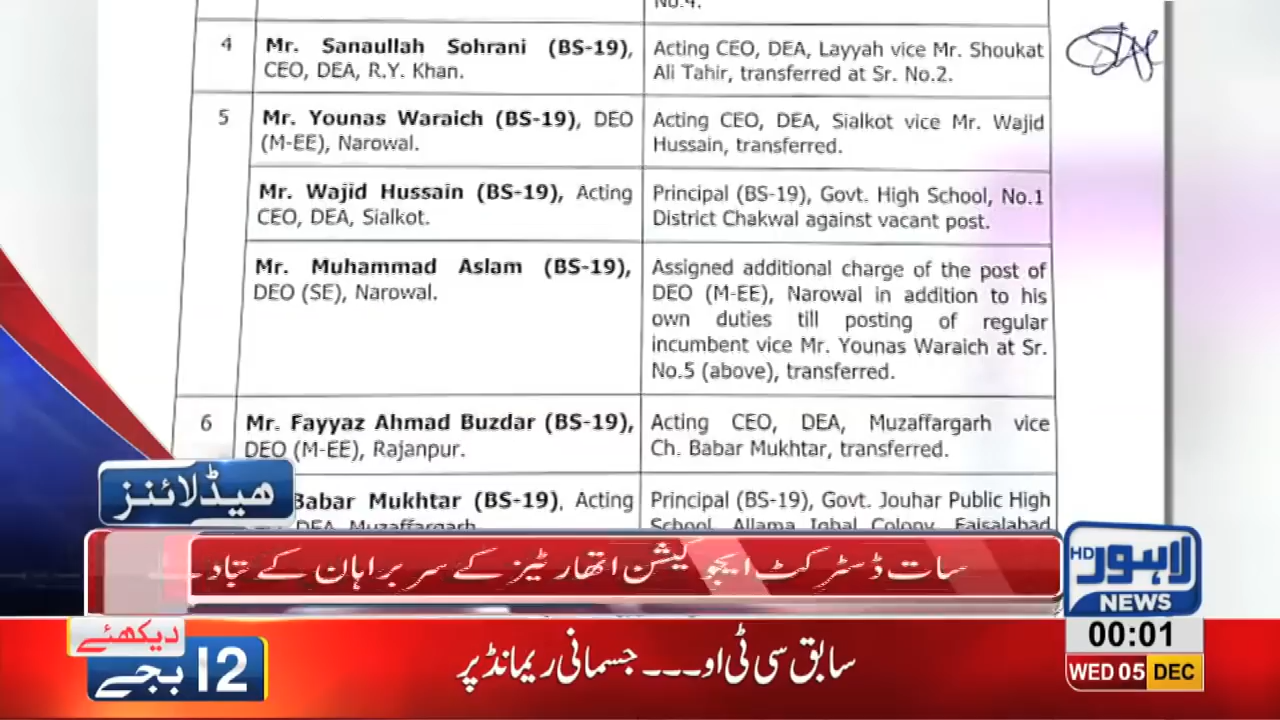 No.4.
4
Mr. Sanaullah Sohrani (BS-19),
CEO, DEA, R.Y. Khan.
Acting CEO, DEA, Layyah vice Mr. Shoukat
Ali Tahir, transferred at Sr. No.2.
5
Mr. Younas Waraich (BS-19), DEO
(M-EE), Narowal.
Acting CEO, DEA, Sialkot vice Mr. Wajid
Hussain, transferred.
Mr. Wajid Hussain (BS-19), Acting
CEO, DEA, Sialkot.
Principal (BS-19), Govt. High School, No.1
District Chakwal against vacant post.
Mr. Muhammad Aslam (BS-19),
DEO (SE), Narowal.
Assigned additional charge of the post of
DEO (M-EE), Narowal in addition to his
own duties till posting of regular
incumbent vice Mr. Younas Waraich at Sr.
No.5 (above), transferred.
6
Mr. Fayyaz Ahmad Buzdar (BS-19),
DEO (M-EE), Rajanpur.
Acting CEO, DEA, Muzaffargarh vice
Ch. Babar Mukhtar, transferred.
Babar Mukhtar (BS-19), Acting
DEA, Muzaffargarh.
Principal (BS-19), Govt. Jouhar Public High
School, Allama Iqbal Colony, Faisalabad
ہیڈلائنز
سات ڈسٹرکٹ ایجوکیشن اتھارٹیز کے سربراہان کے تباد
HD لاہور
NEWS
00:01
WED 05 DEC
دیکھئے
12 بجے
سابق سی ٹی او۔۔۔ جسمانی ریمانڈ پر